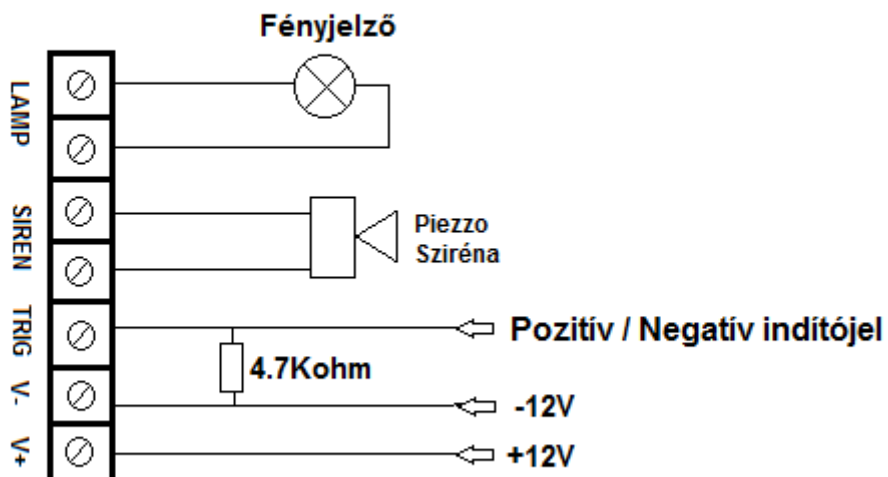 Fényjelző
LAMP
SIREN
Piezzo
Sziréna
TRIG
Pozitív / Negatív indítójel
4.7Kohm
V-
-12V
V+
+12V